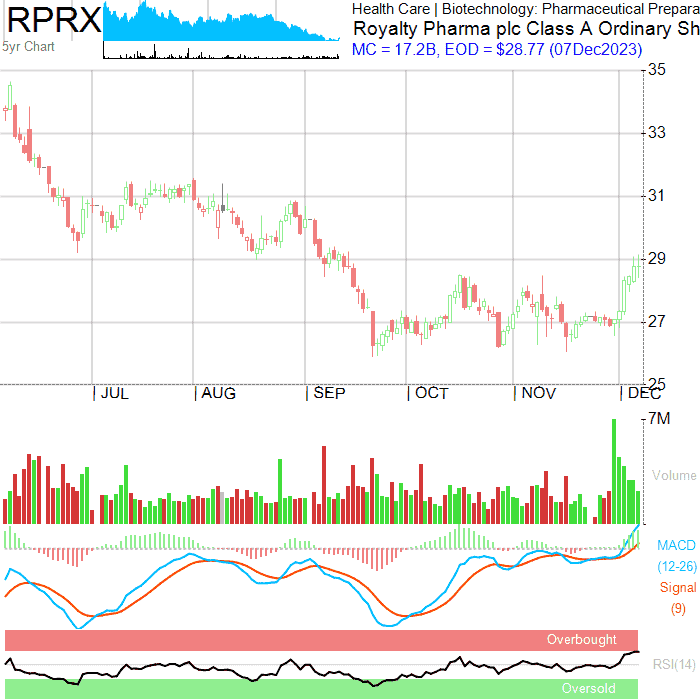 RPRX
5yr Chart
Health Care | Biotechnology: Pharmaceutical Prepara
Royalty Pharma plc Class A Ordinary Sh
MC = 17.2B, EOD = $28.77 (07Dec2023)
35
33
31
29
27
25
JUL
AUG
SEP
OCT
NOV
DEC
7M
Volume
MACD
(12-26)
Signal
(9)
Overbought
RSI(14)
Oversold